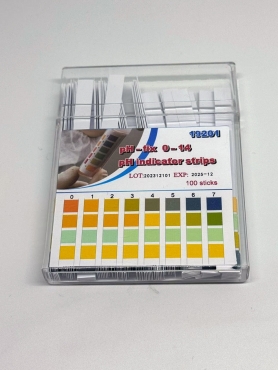 pH-fix 0-14
pH indicator strips
LOT:202312101 EXP: 2028-12
100 sticks
0 1 2 3 4 5 6 7